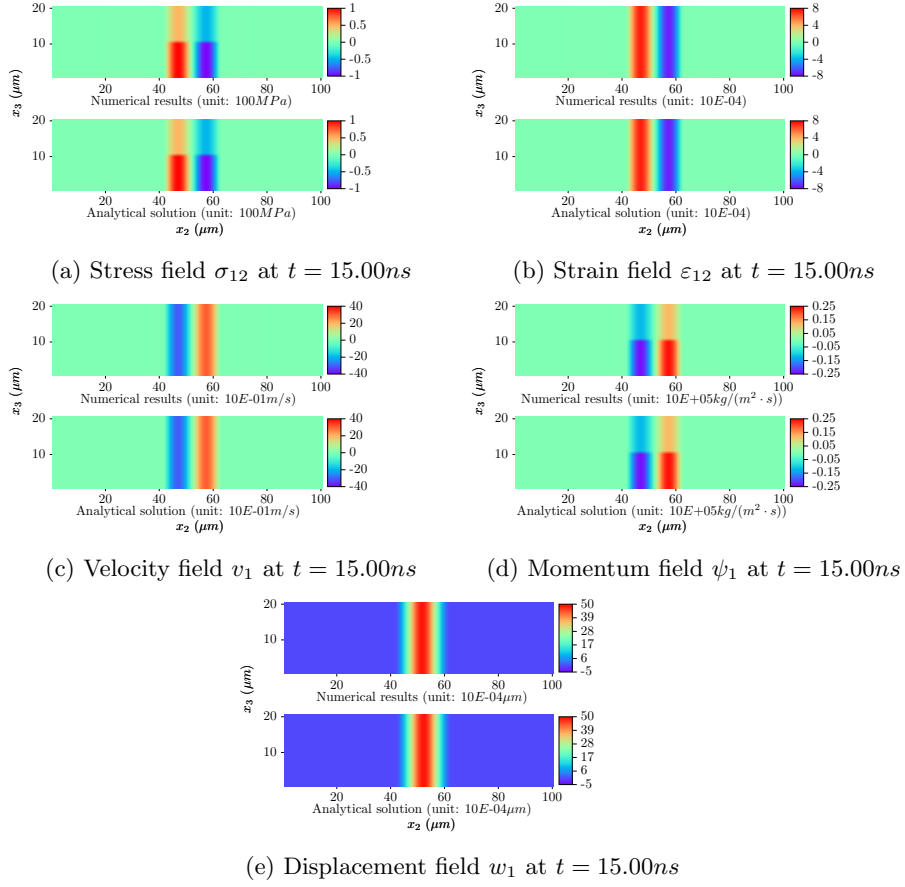 20
10
x₃ (μm)
1
0.5
0
-0.5
-1
20 40 60 80 100
Numerical results (unit: 100MPa)
20
10
1
0.5
0
-0.5
-1
20 40 60 80 100
Analytical solution (unit: 100MPa)
x₂ (μm)
(a) Stress field σ₁₂ at t = 15.00ns
20
10
x₃ (μm)
8
4
0
-4
-8
20 40 60 80 100
Numerical results (unit: 10E-04)
20
10
8
4
0
-4
-8
20 40 60 80 100
Analytical solution (unit: 10E-04)
x₂ (μm)
(b) Strain field ε₁₂ at t = 15.00ns
20
10
x₃ (μm)
40
20
0
-20
-40
20 40 60 80 100
Numerical results (unit: 10E-01m/s)
20
10
40
20
0
-20
-40
20 40 60 80 100
Analytical solution (unit: 10E-01m/s)
x₂ (μm)
(c) Velocity field v₁ at t = 15.00ns
20
10
x₃ (μm)
0.25
0.15
0.05
-0.05
-0.15
-0.25
20 40 60 80 100
Numerical results (unit: 10E+05kg/(m² · s))
20
10
0.25
0.15
0.05
-0.05
-0.15
-0.25
20 40 60 80 100
Analytical solution (unit: 10E+05kg/(m² · s))
x₂ (μm)
(d) Momentum field ψ₁ at t = 15.00ns
20
10
x₃ (μm)
50
39
28
17
6
-5
20 40 60 80 100
Numerical results (unit: 10E-04μm)
20
10
50
39
28
17
6
-5
20 40 60 80 100
Analytical solution (unit: 10E-04μm)
x₂ (μm)
(e) Displacement field w₁ at t = 15.00ns